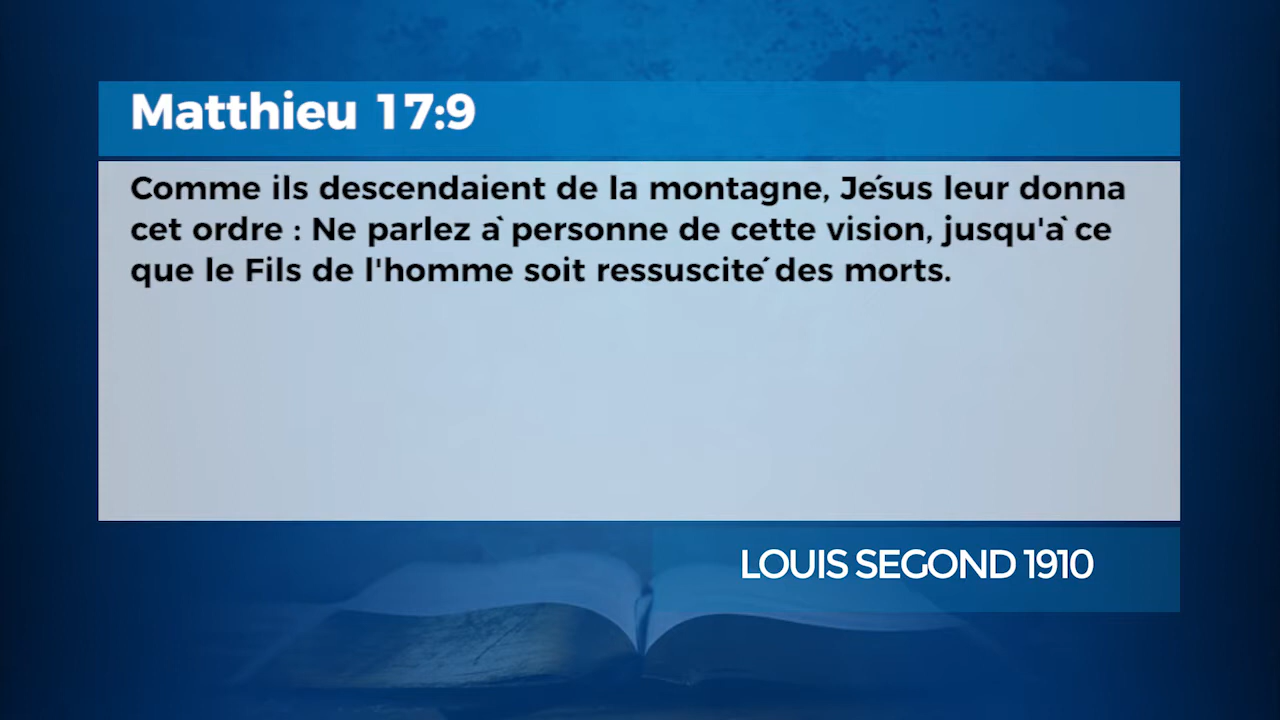 Matthieu 17:9
Comme ils descendaient de la montagne, Jésus leur donna
cet ordre : Ne parlez à personne de cette vision, jusqu'à ce
que le Fils de l'homme soit ressuscité des morts.
LOUIS SEGOND 1910